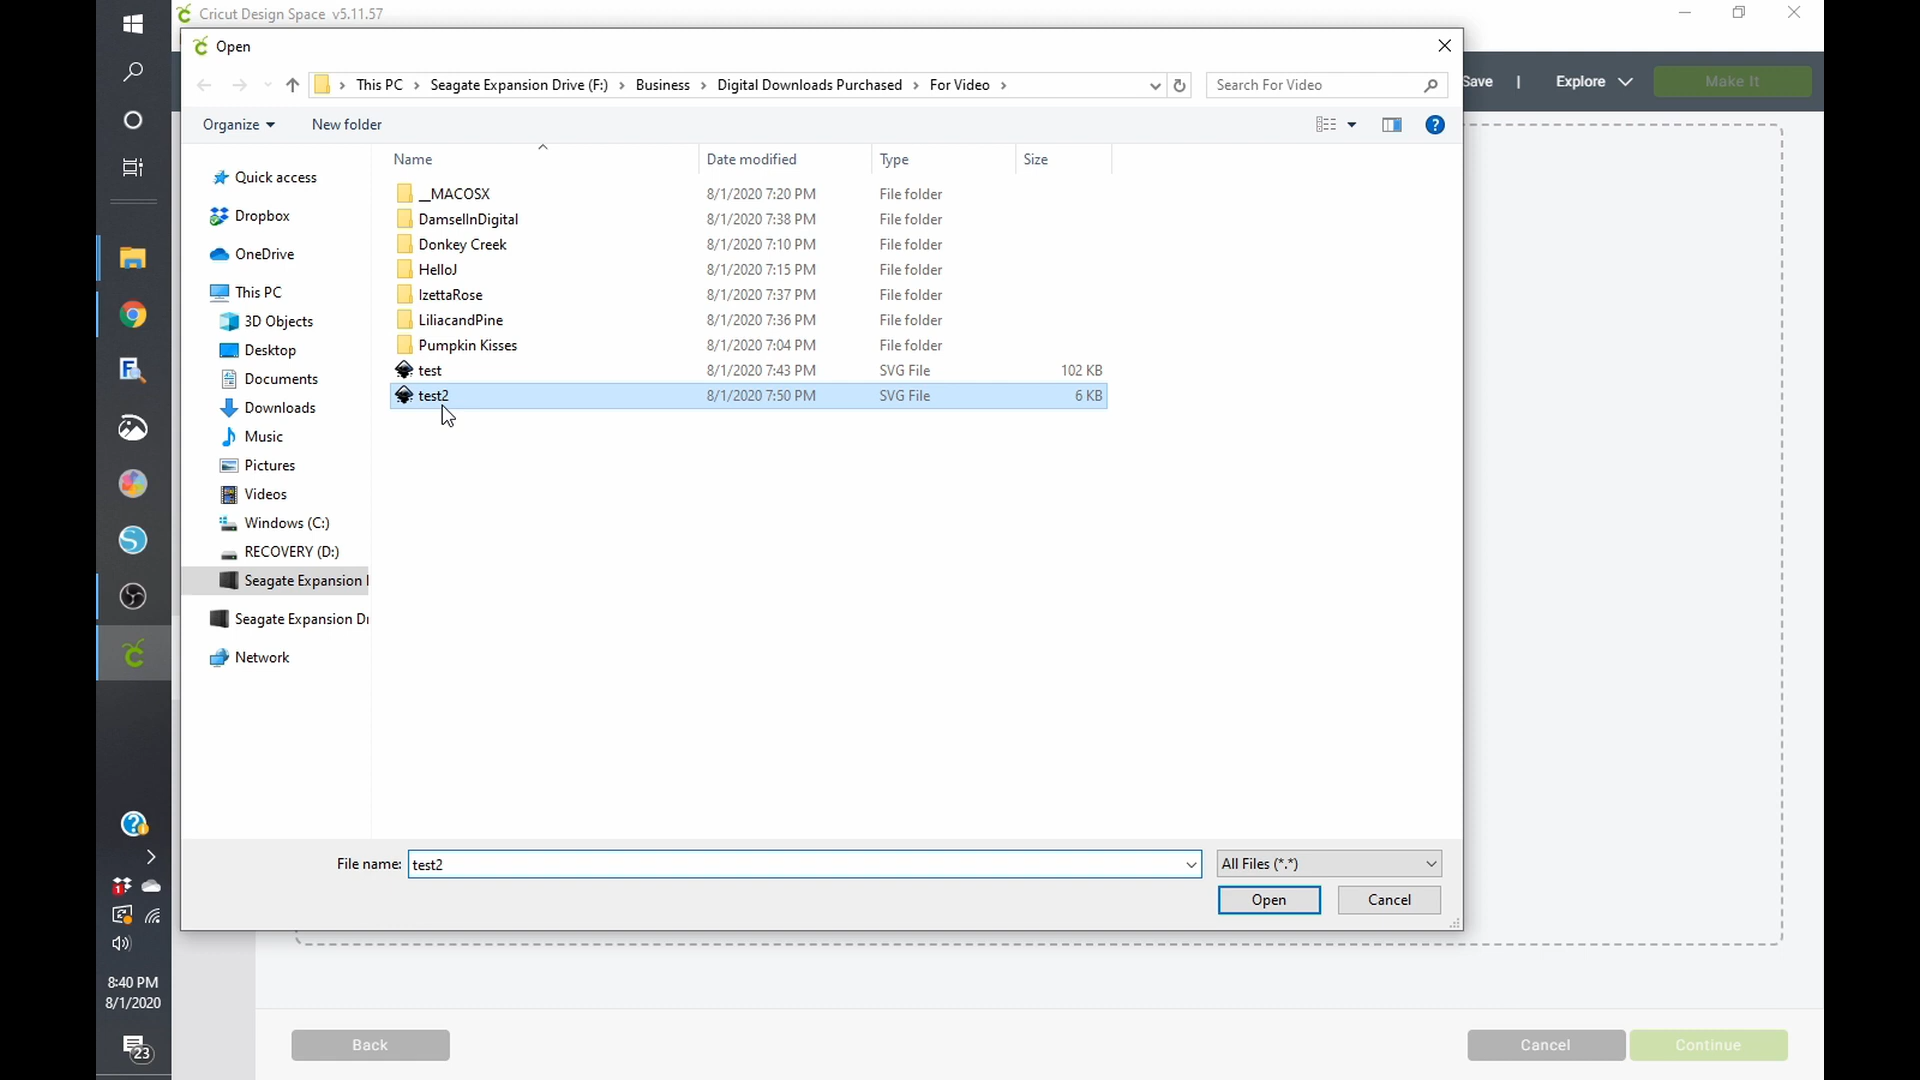 Cricut Design Space v5.11.57
Open
This PC > Seagate Expansion Drive (F:) > Business > Digital Downloads Purchased > For Video >
Search For Video
Save | Explore Make It
Organize New folder
Name Date modified Type Size
__MACOSX 8/1/2020 7:20 PM File folder
DamselInDigital 8/1/2020 7:38 PM File folder
Donkey Creek 8/1/2020 7:10 PM File folder
HelloJ 8/1/2020 7:15 PM File folder
IzettaRose 8/1/2020 7:37 PM File folder
LiliacandPine 8/1/2020 7:36 PM File folder
Pumpkin Kisses 8/1/2020 7:04 PM File folder
test 8/1/2020 7:43 PM SVG File 102 KB
test2 8/1/2020 7:50 PM SVG File 6 KB
Quick access
Dropbox
OneDrive
This PC
3D Objects
Desktop
Documents
Downloads
Music
Pictures
Videos
Windows (C:)
RECOVERY (D:)
Seagate Expansion
Seagate Expansion Dr
Network
File name: test2 All Files (*.*)
Open Cancel
1
8:40 PM
8/1/2020
23
Back Cancel Continue